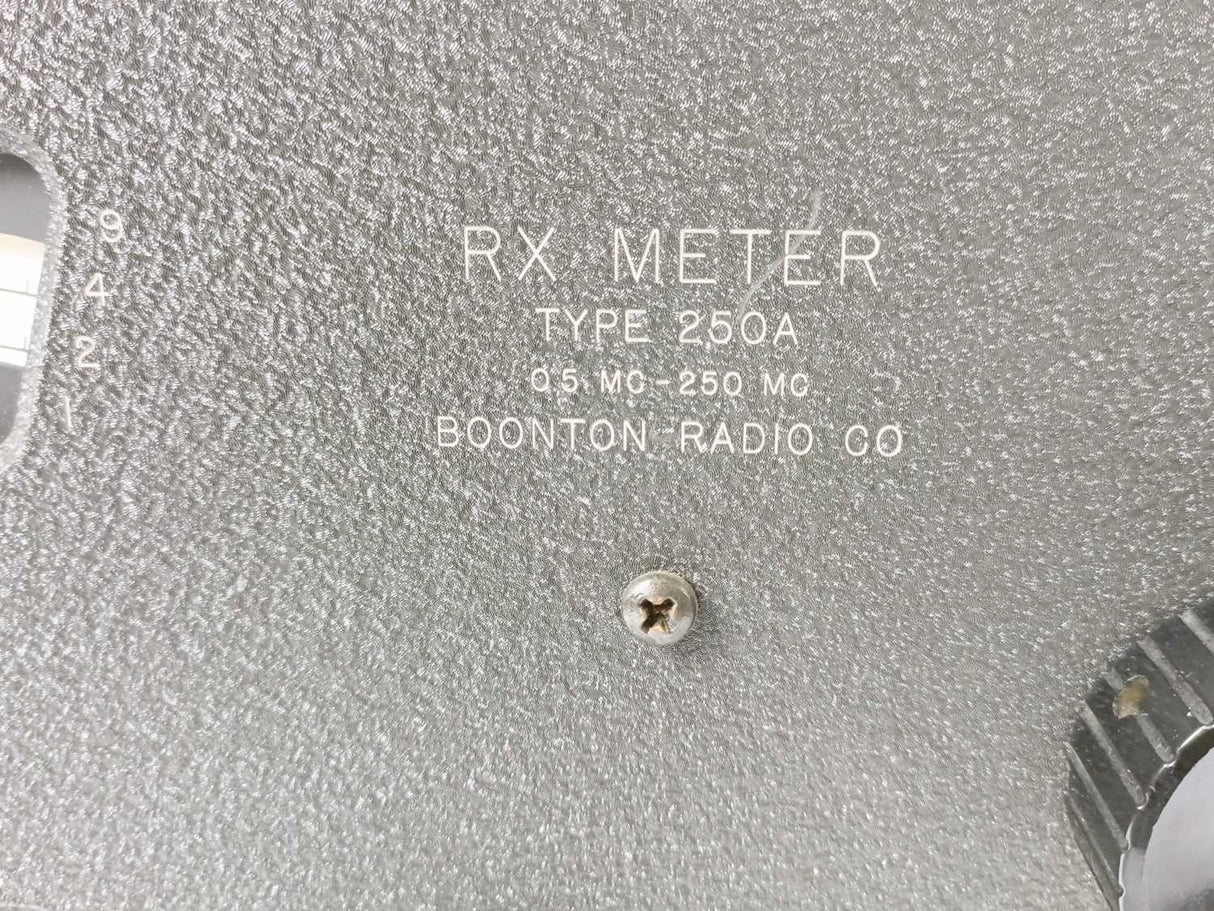 9
4
2
1
RX METER
TYPE 250A
0.5 MC-250 MC
BOONTON RADIO CO